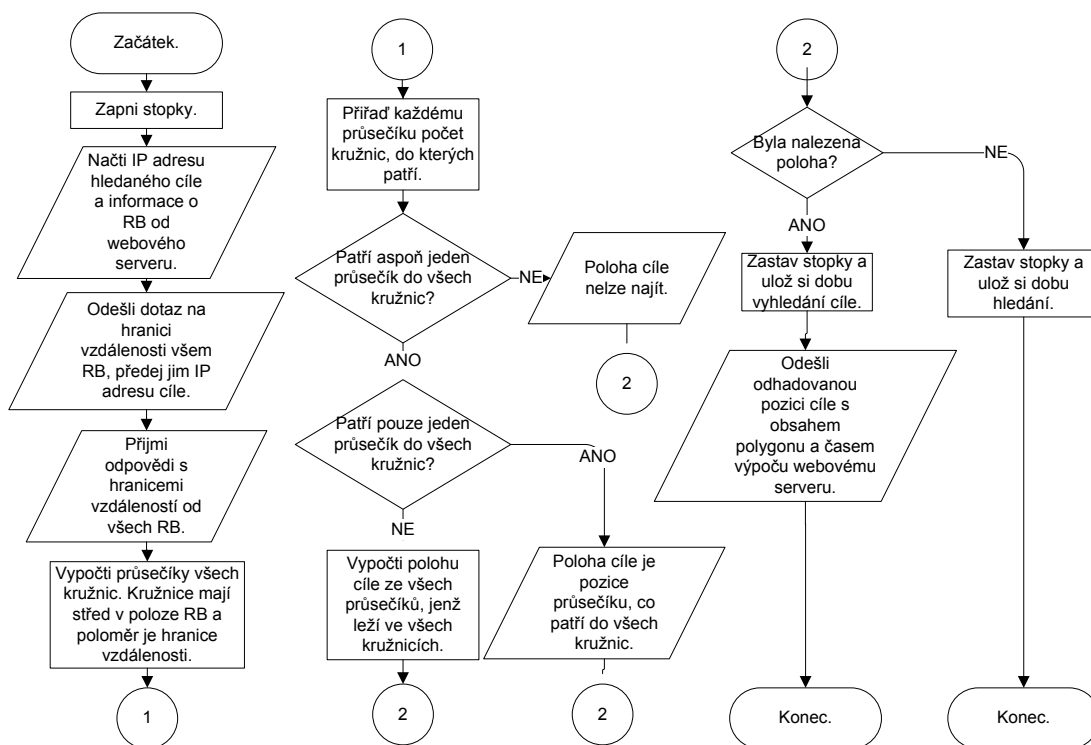 Začátek.
Zapni stopky.
Načti IP adresu
hledaného cíle
a informace o
RB od
webového
serveru.
Odešli dotaz na
hranici
vzdálenosti všem
RB, předej jim IP
adresu cíle.
Přijmi
odpovědi s
hranicemi
vzdáleností od
všech RB.
Vypočti průsečíky všech
kružnic. Kružnice mají
střed v poloze RB a
poloměr je hranice
vzdálenosti.
1
1
Přiřaď každému
průsečíku počet
kružnic, do kterých
patří.
Patří aspoň jeden
průsečík do všech
kružnic?
NE
Poloha cíle
nelze najít.
2
ANO
Patří pouze jeden
průsečík do všech
kružnic?
ANO
NE
Vypočti polohu
cíle ze všech
průsečíků, jenž
leží ve všech
kružnicích.
2
Poloha cíle je
pozice
průsečíku, co
patří do všech
kružnic.
2
2
Byla nalezena
poloha?
NE
ANO
Zastav stopky a
ulož si dobu
vyhledání cíle.
Zastav stopky a
ulož si dobu
hledání.
Odešli
odhadovanou
pozici cíle s
obsahem
polygonu a časem
výpoču webovému
serveru.
Konec.
Konec.